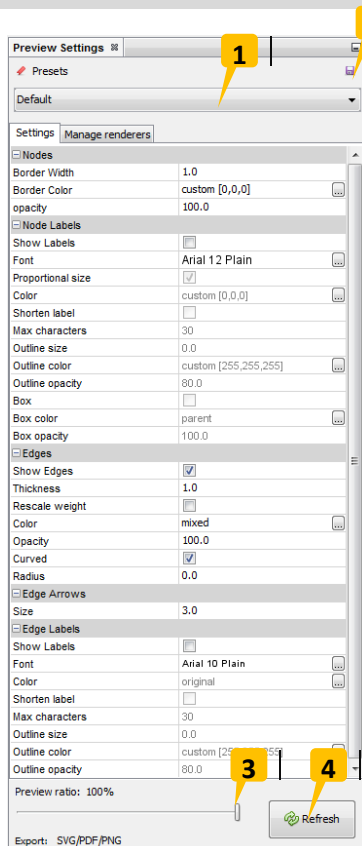 Preview Settings
1
Presets
Default
Settings Manage renderers
Nodes
Border Width 1.0
Border Color custom [0,0,0] ...
opacity 100.0
Node Labels
Show Labels
Font Arial 12 Plain ...
Proportional size
Color custom [0,0,0] ...
Shorten label
Max characters 30
Outline size 0.0
Outline color custom [255,255,255] ...
Outline opacity 80.0
Box
Box color parent ...
Box opacity 100.0
Edges
Show Edges
Thickness 1.0
Rescale weight
Color mixed ...
Opacity 100.0
Curved
Radius 0.0
Edge Arrows
Size 3.0
Edge Labels
Show Labels
Font Arial 10 Plain ...
Color original ...
Shorten label
Max characters 30
Outline size 0.0
Outline color custom
Outline opacity 80.0
3 4
Preview ratio: 100%
Refresh
Export: SVG/PDF/PNG